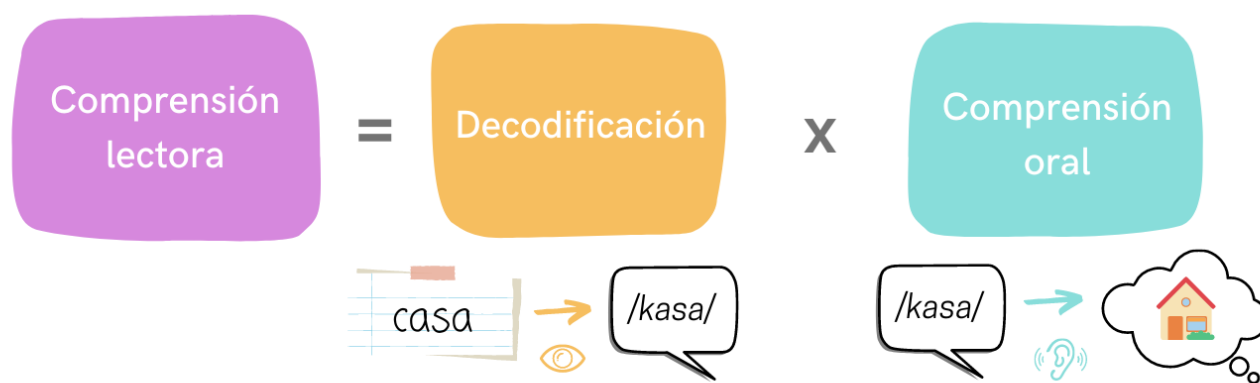 Comprensión
lectora
=
Decodificación
x
Comprensión
oral
casa
/kasa/
/kasa/